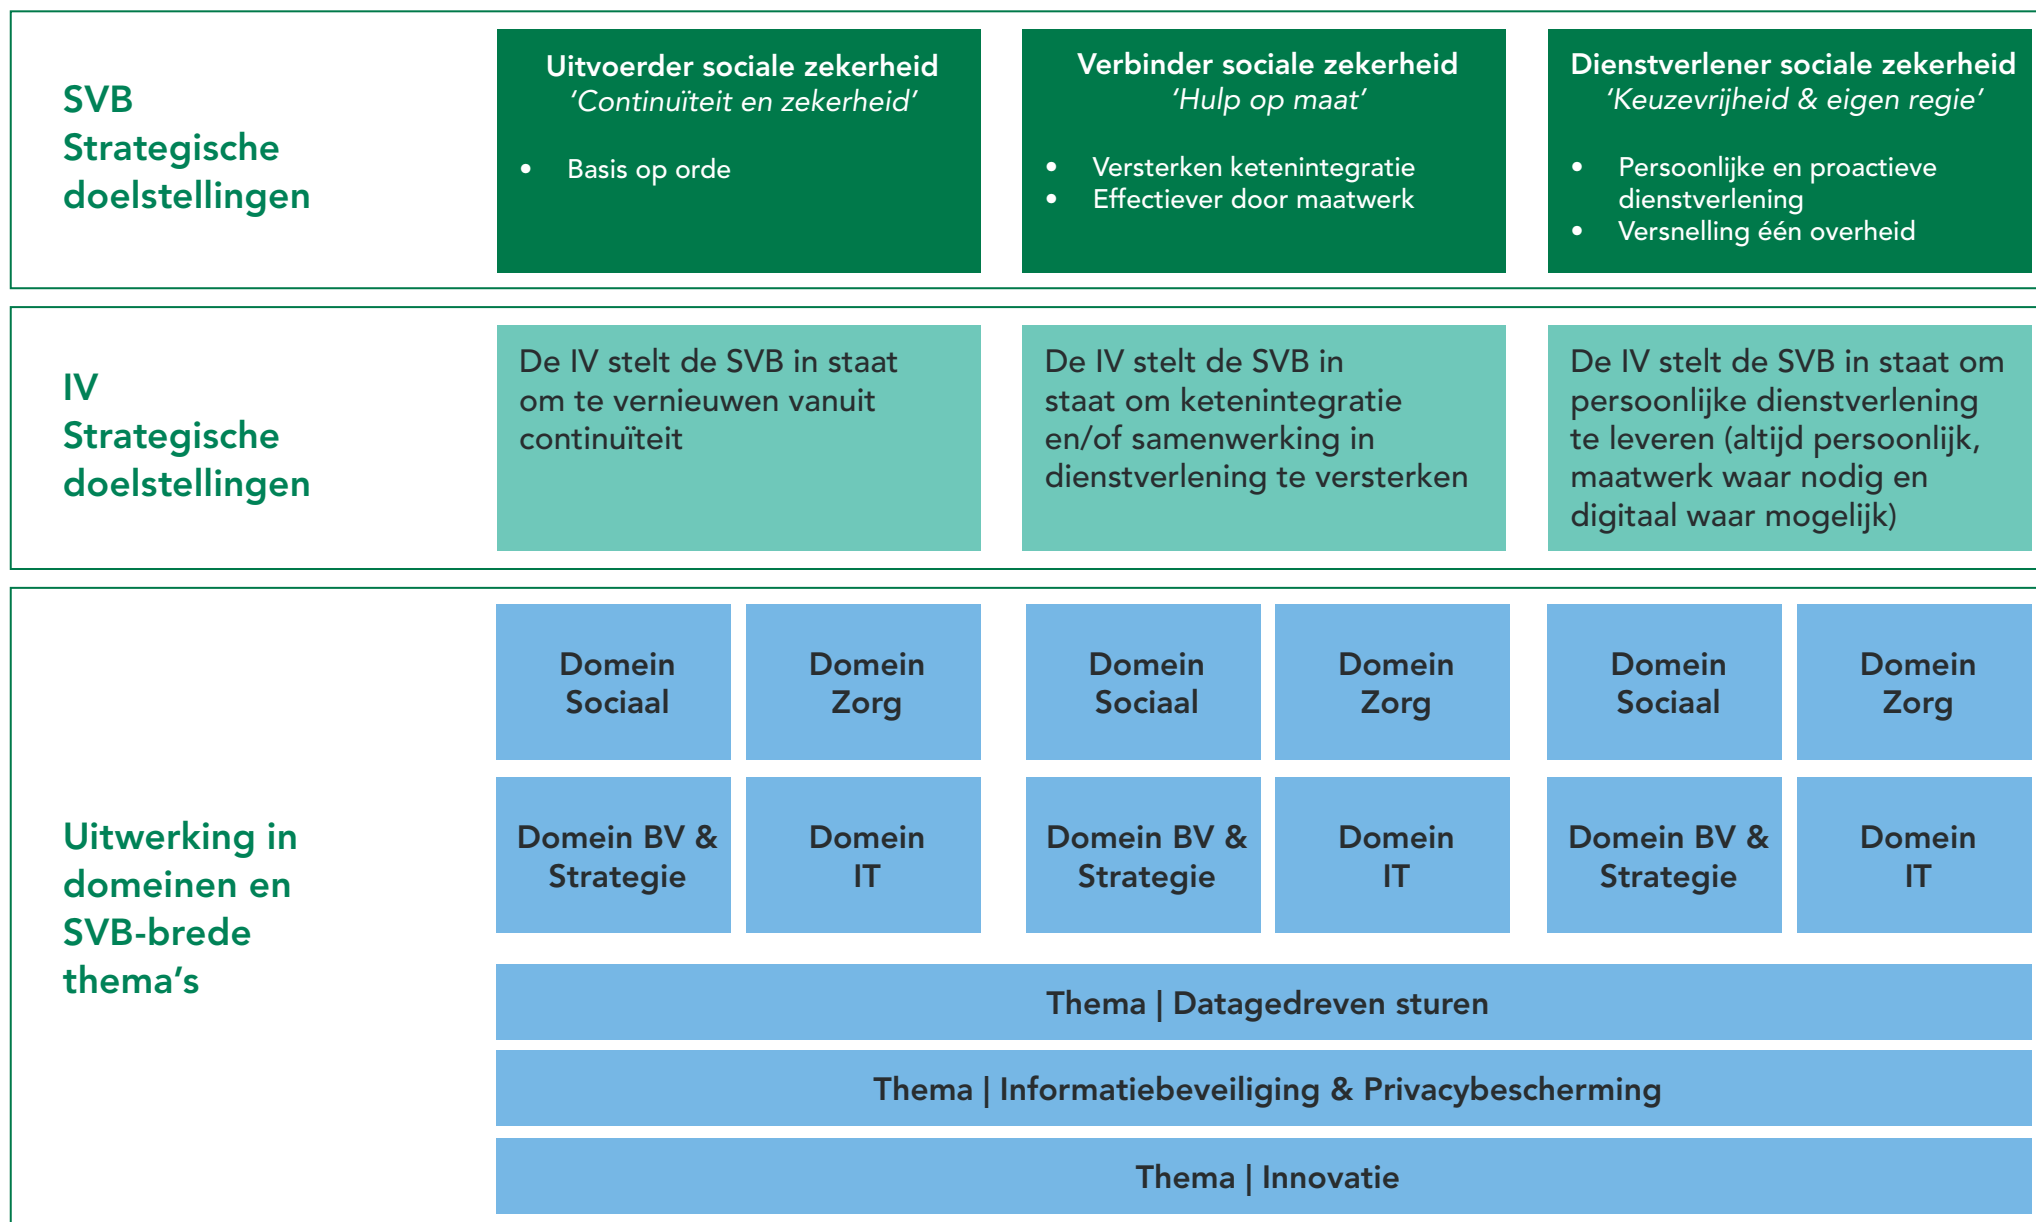 SVB
Strategische
doelstellingen
Uitvoerder sociale zekerheid
‘Continuïteit en zekerheid’
• Basis op orde
Verbinder sociale zekerheid
‘Hulp op maat’
• Versterken ketenintegratie
• Effectiever door maatwerk
Dienstverlener sociale zekerheid
‘Keuzevrijheid & eigen regie’
• Persoonlijke en proactieve
dienstverlening
• Versnelling één overheid
IV
Strategische
doelstellingen
De IV stelt de SVB in staat
om te vernieuwen vanuit
continuïteit
De IV stelt de SVB in
staat om ketenintegratie
en/of samenwerking in
dienstverlening te versterken
De IV stelt de SVB in staat om
persoonlijke dienstverlening
te leveren (altijd persoonlijk,
maatwerk waar nodig en
digitaal waar mogelijk)
Uitwerking in
domeinen en
SVB-brede
thema’s
Domein
Sociaal
Domein
Zorg
Domein
Sociaal
Domein
Zorg
Domein
Sociaal
Domein
Zorg
Domein BV &
Strategie
Domein
IT
Domein BV &
Strategie
Domein
IT
Domein BV &
Strategie
Domein
IT
Thema | Datagedreven sturen
Thema | Informatiebeveiliging & Privacybescherming
Thema | Innovatie